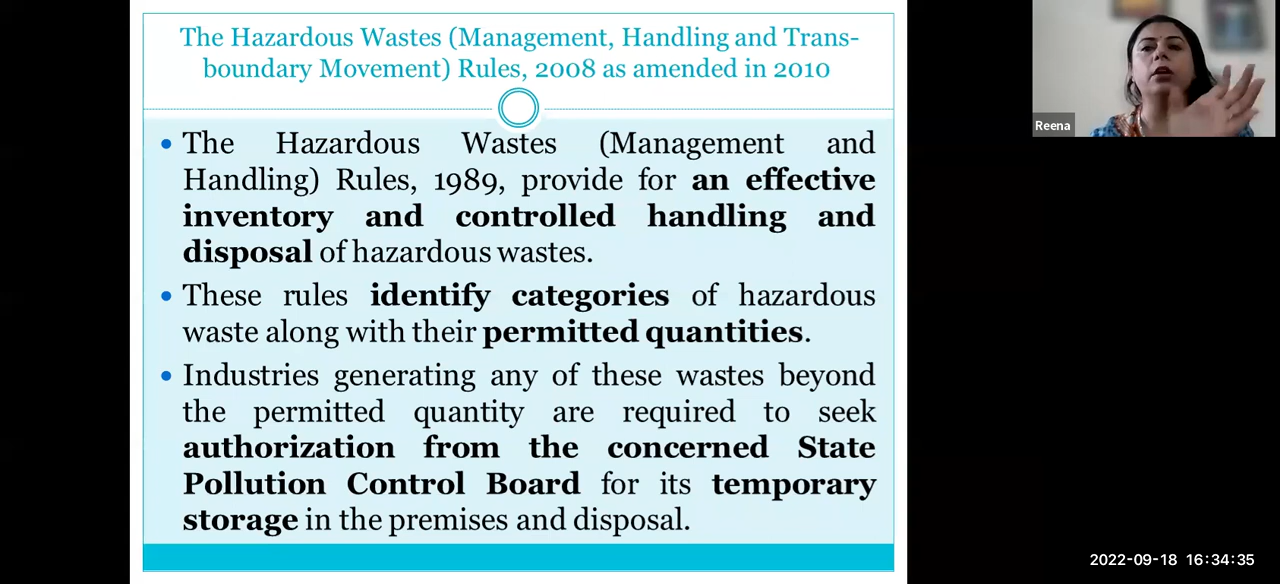 The Hazardous Wastes (Management, Handling and Trans-
boundary Movement) Rules, 2008 as amended in 2010
• The Hazardous Wastes (Management and
Handling) Rules, 1989, provide for an effective
inventory and controlled handling and
disposal of hazardous wastes.
• These rules identify categories of hazardous
waste along with their permitted quantities.
• Industries generating any of these wastes beyond
the permitted quantity are required to seek
authorization from the concerned State
Pollution Control Board for its temporary
storage in the premises and disposal.
Reena
2022-09-18 16:34:35